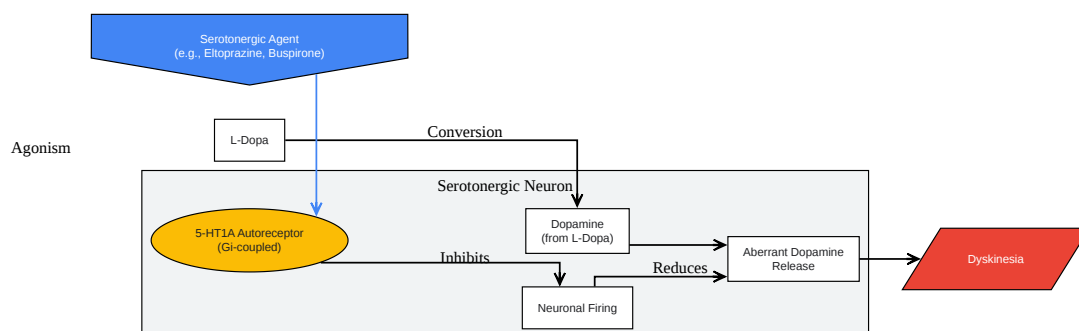 Serotonergic Agent
(e.g., Eltoprazine, Buspirone)
L-Dopa
Conversion
Agonism
Serotonergic Neuron
5-HT1A Autoreceptor
(Gi-coupled)
Dopamine
(from L-Dopa)
Aberrant Dopamine
Release
Dyskinesia
Inhibits
Reduces
Neuronal Firing